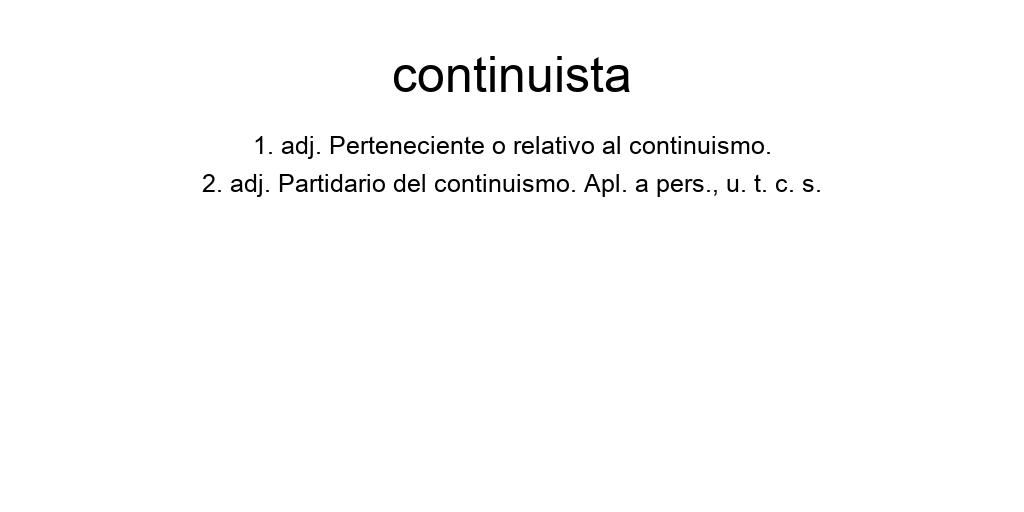 continuista
1. adj. Perteneciente o relativo al continuismo.
2. adj. Partidario del continuismo. Apl. a pers., u. t. c. s.